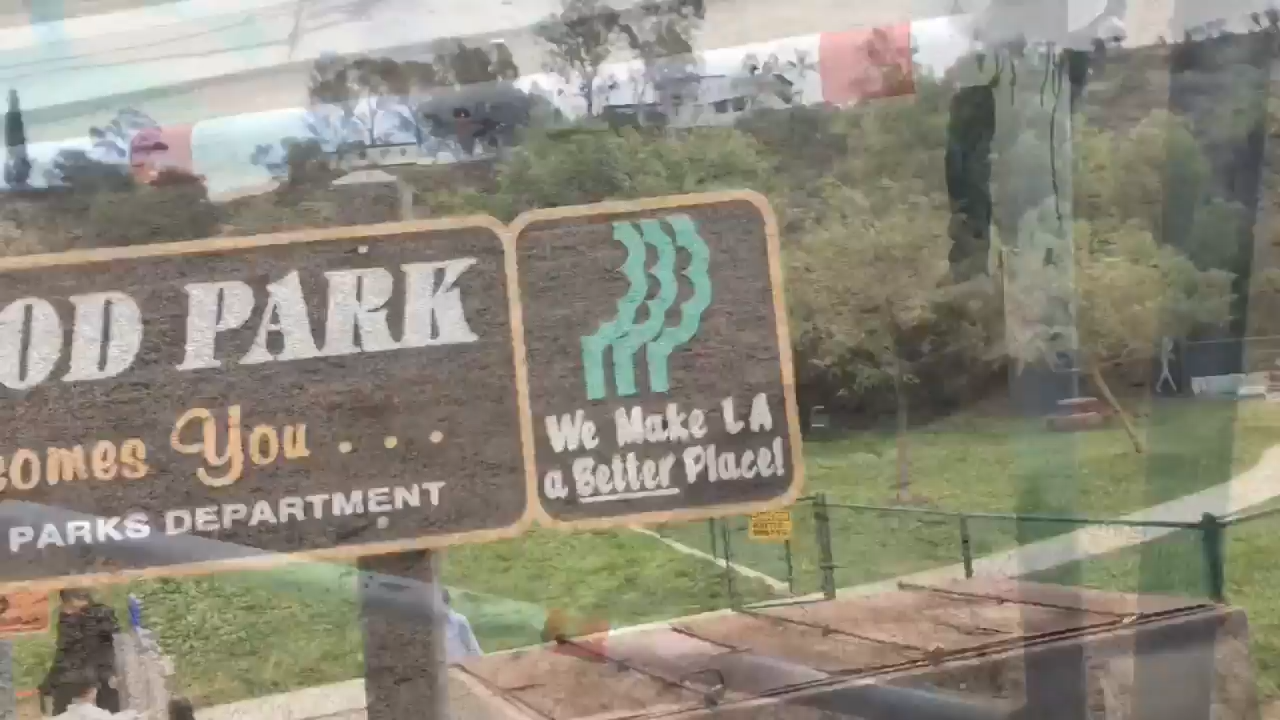 OD PARK
comes You . . .
PARKS DEPARTMENT
We Make LA
a Better Place!